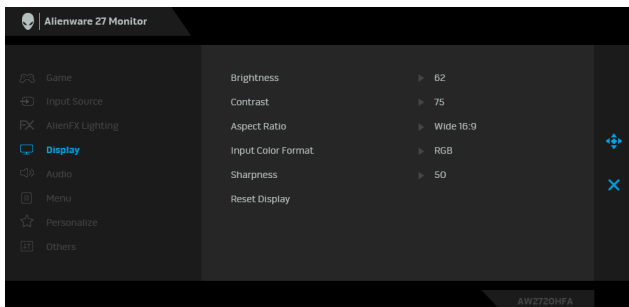 Alienware 27 Monitor
Game
Input Source
AlienFX Lighting
Display
Audio
Menu
Personalize
Others
Brightness 62
Contrast 75
Aspect Ratio Wide 16:9
Input Color Format RGB
Sharpness 50
Reset Display
AW2720HFA